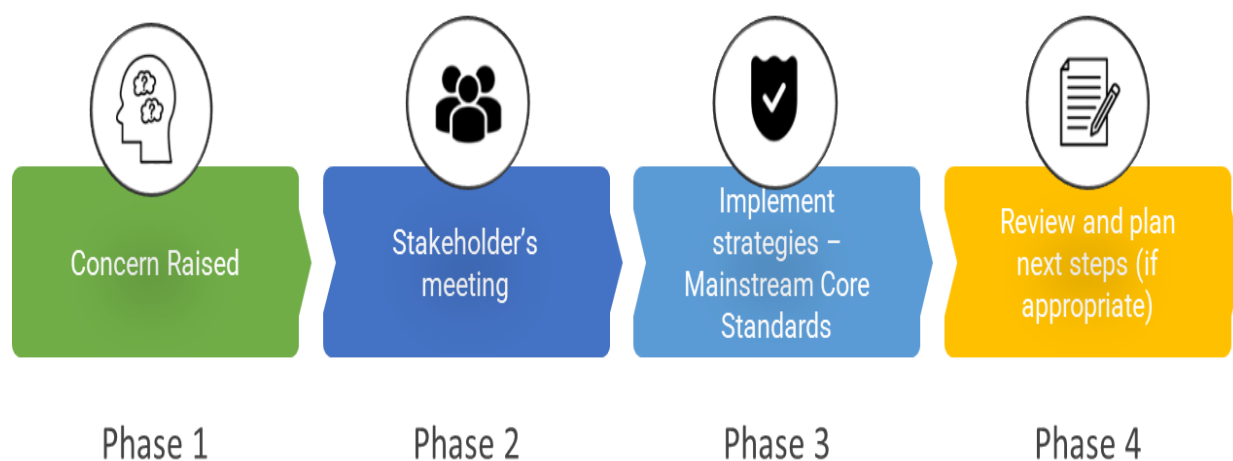 Concern Raised
Stakeholder’s
meeting
Implement
strategies –
Mainstream Core
Standards
Review and plan
next steps (if
appropriate)
Phase 1
Phase 2
Phase 3
Phase 4